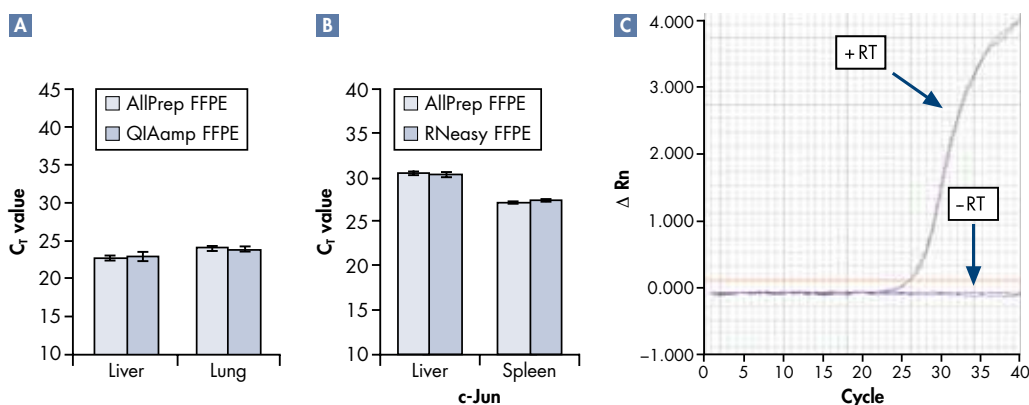 A
45
40
35
30
25
20
15
10
C_T value
AllPrep FFPE
QIAamp FFPE
Liver Lung
B
40
35
30
25
20
15
10
C_T value
AllPrep FFPE
RNeasy FFPE
Liver Spleen
c-Jun
C
4.000
3.000
2.000
1.000
0.000
−1.000
Δ Rn
+RT
−RT
0 5 10 15 20 25 30 35 40
Cycle